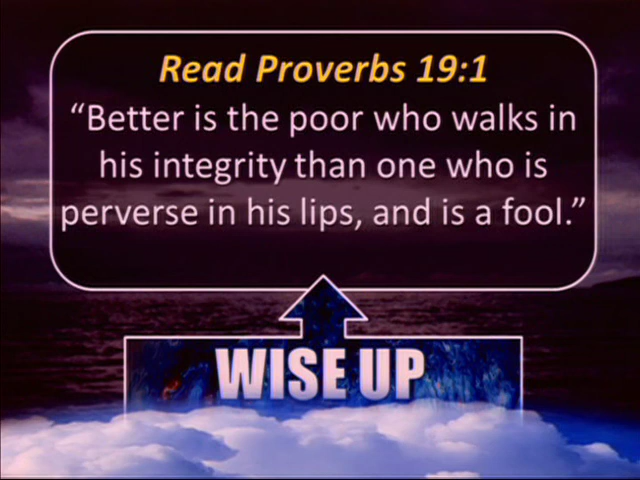 Read Proverbs 19:1
“Better is the poor who walks in
his integrity than one who is
perverse in his lips, and is a fool.”
WISE UP